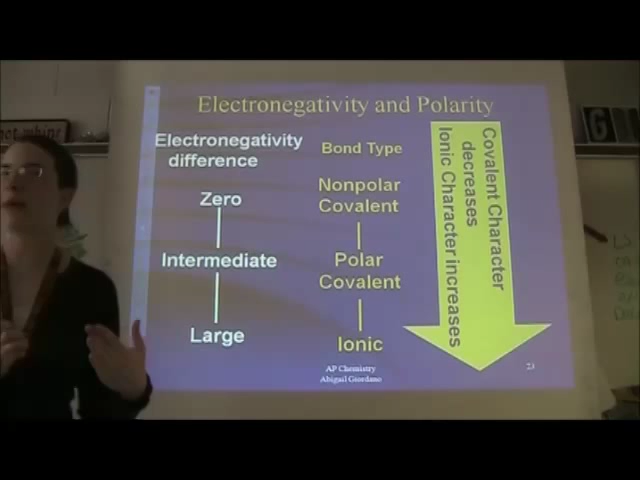 Electronegativity and Polarity
Electronegativity
difference
Bond Type
Zero
Nonpolar
Covalent
Intermediate
Polar
Covalent
Large
Ionic
Covalent Character
decreases
Ionic Character increases
AP Chemistry
Abigail Giordano
23
G